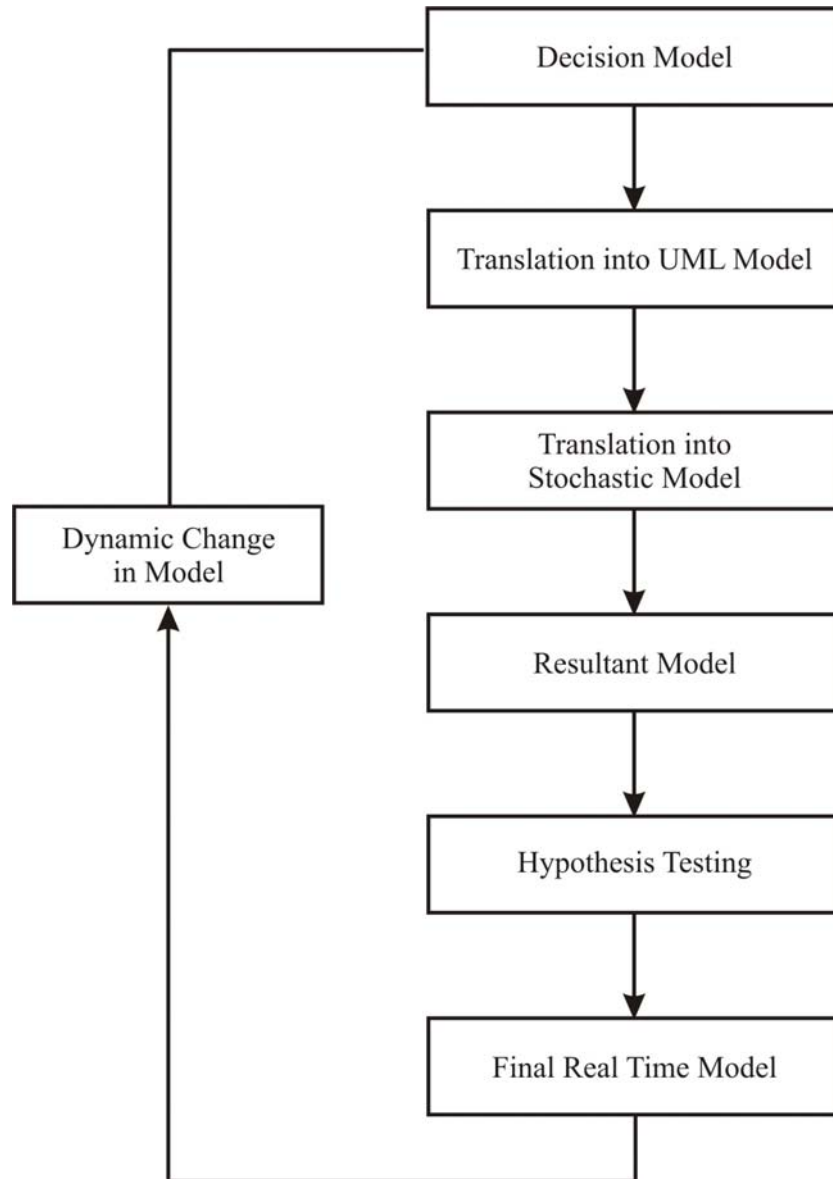 Decision Model
Translation into UML Model
Translation into
Stochastic Model
Dynamic Change
in Model
Resultant Model
Hypothesis Testing
Final Real Time Model